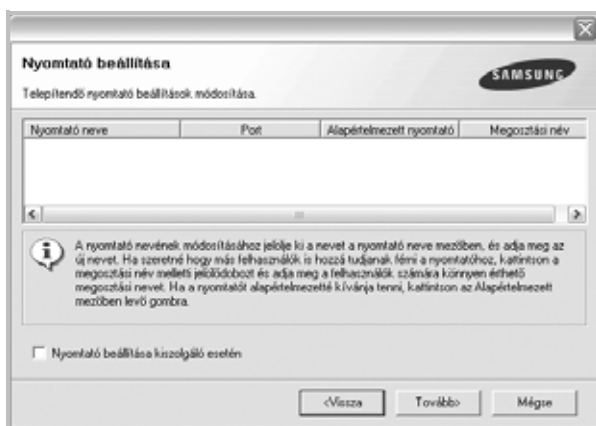 Nyomtató beállítása
Telepítendő nyomtató beállítások módosítása.
SAMSUNG
Nyomtató neve Port Alapértelmezett nyomtató Megosztási név
A nyomtató nevének módosításához jelölje ki a nevet a nyomtató neve mezőben, és adja meg az
új nevet. Ha szeretné hogy más felhasználók is hozzá tudjanak férni a nyomtatóhoz, kattintson a
megosztási név melletti jelölődobozt és adja meg a felhasználók számára könnyen érthető
megosztási nevet. Ha a nyomtatót alapértelmezetté kívánja tenni, kattintson az Alapértelmezett
mezőben levő gombra.
Nyomtató beállítása kiszolgáló esetén
<Vissza Tovább> Mégse